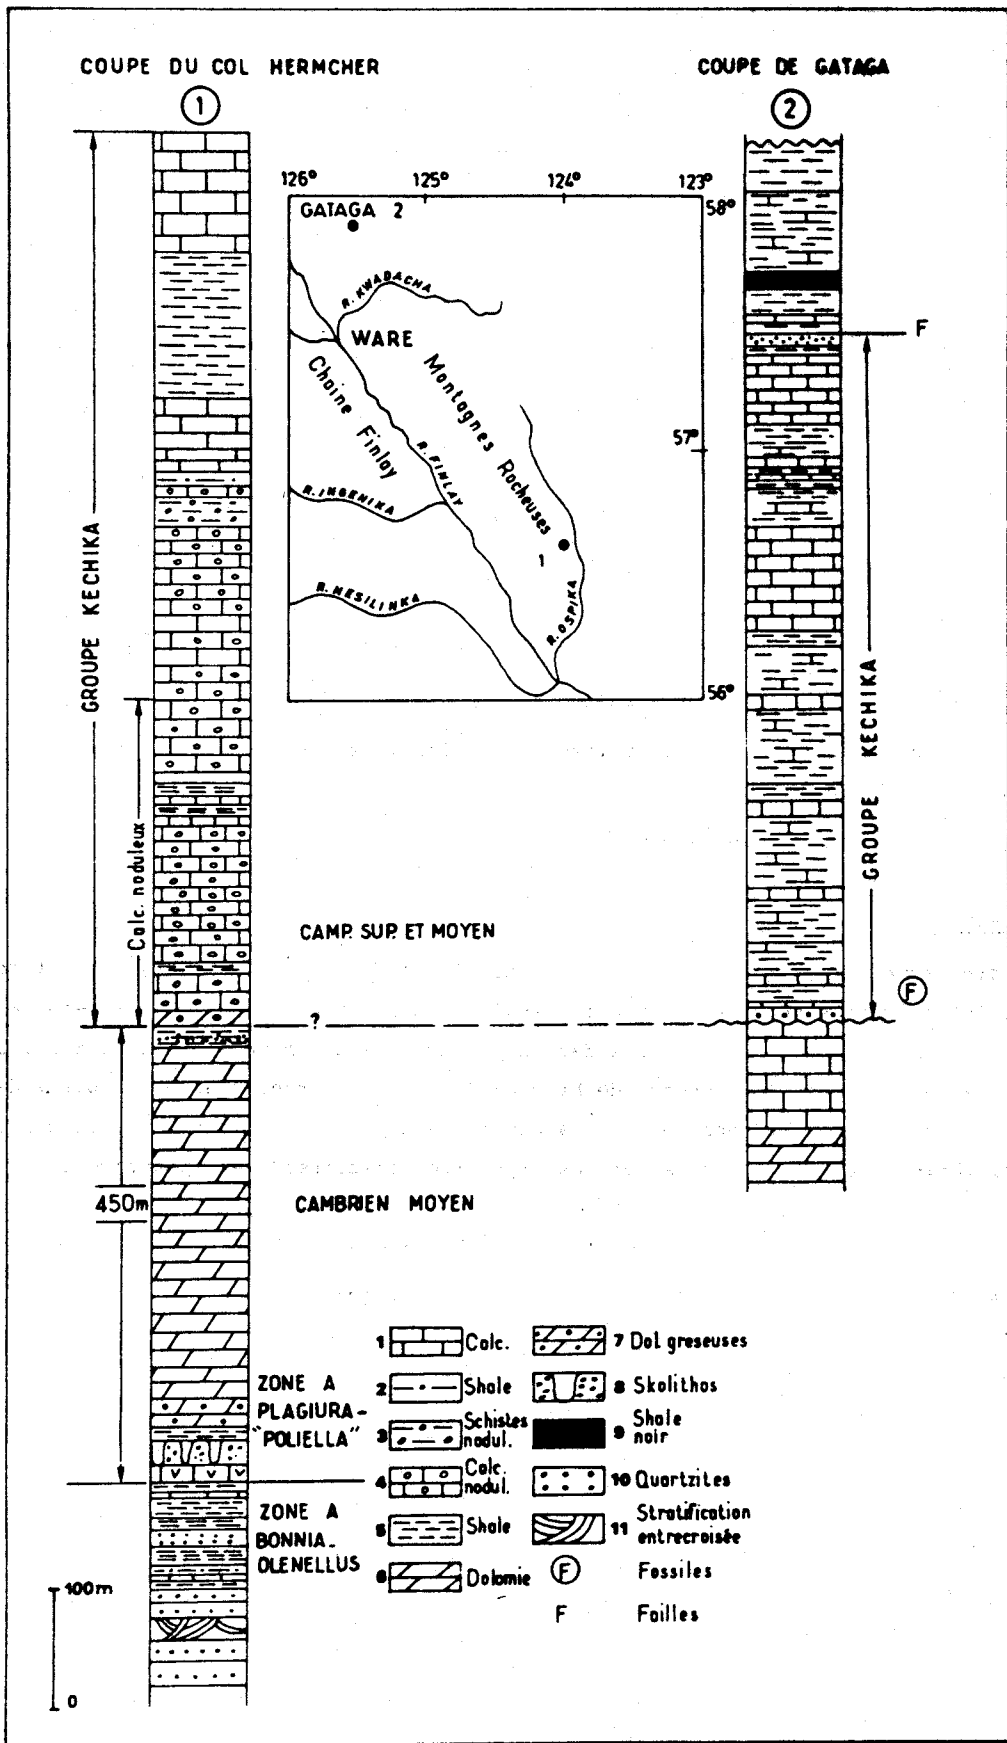 COUPE DU COL HERMCHER
1
COUPE DE GATAGA
2
126°
125°
124°
123°
58°
57°
56°
GATAGA 2
R. KWADACHA
WARE
Chaine Finlay
Montagnes Rocheuses
R. FINLAY
R. INGENIKA
1
R. MESILINKA
R. OSPIKA
F
GROUPE KECHIKA
Calc. noduleux
GROUPE KECHIKA
CAMP. SUP. ET MOYEN
F
?
450m
CAMBRIEN MOYEN
ZONE A
PLAGIURA-
"POLIELLA"
ZONE A
BONNIA-
OLENELLUS
100m
0
1 Calc.
2 Shale
3 Schistes
nodul.
4 Calc.
nodul.
5 Shale
6 Dolomie
7 Dol. greseuses
8 Skolithos
9 Shale
noir
10 Quartzites
11 Stratification
entrecroisée
F Fossiles
F Failles